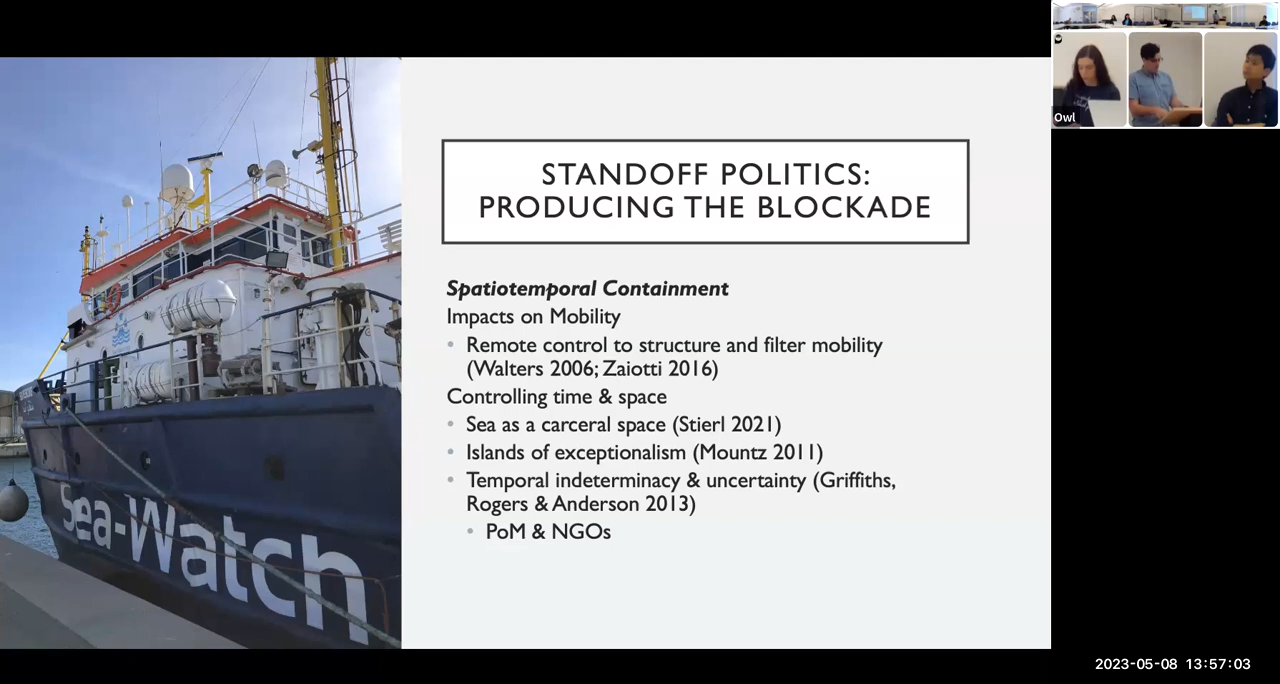 Owl
STANDOFF POLITICS:
PRODUCING THE BLOCKADE
Spatiotemporal Containment
Impacts on Mobility
• Remote control to structure and filter mobility
(Walters 2006; Zaiotti 2016)
Controlling time & space
• Sea as a carceral space (Stierl 2021)
• Islands of exceptionalism (Mountz 2011)
• Temporal indeterminacy & uncertainty (Griffiths,
Rogers & Anderson 2013)
• PoM & NGOs
Sea-Watch
2023-05-08 13:57:03